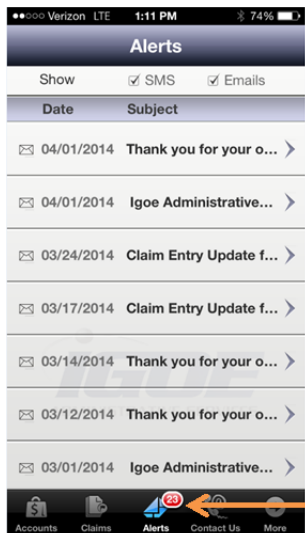 ●●○○○ Verizon LTE 1:11 PM 74%
Alerts
Show SMS Emails
Date Subject
04/01/2014 Thank you for your o...
04/01/2014 Igoe Administrative...
03/24/2014 Claim Entry Update f...
03/17/2014 Claim Entry Update f...
03/14/2014 Thank you for your o...
iGOE
03/12/2014 Thank you for your o...
03/01/2014 Igoe Administrative...
23
Accounts Claims Alerts Contact Us More